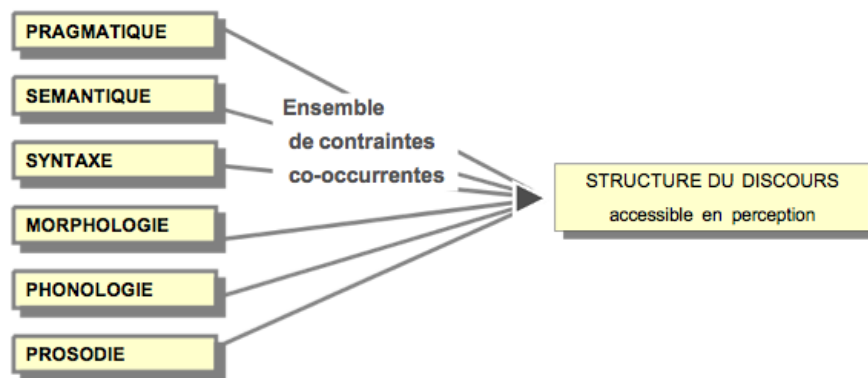 PRAGMATIQUE
SEMANTIQUE
SYNTAXE
MORPHOLOGIE
PHONOLOGIE
PROSODIE
Ensemble
de contraintes
co-occurrentes
STRUCTURE DU DISCOURS
accessible en perception